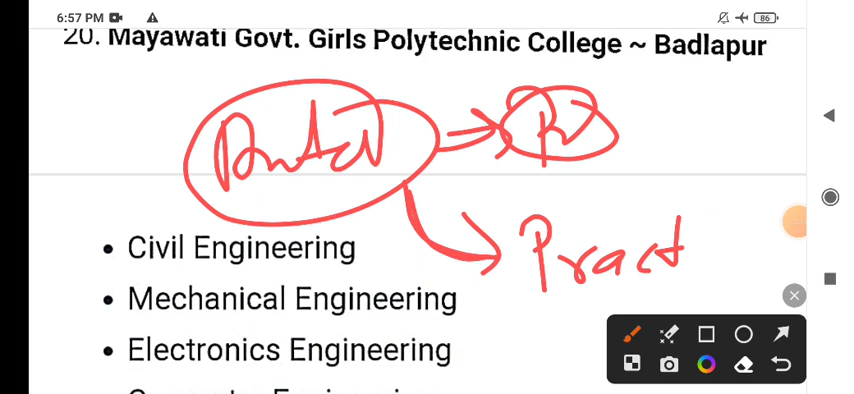 6:57 PM
86
20. Mayawati Govt. Girls Polytechnic College ~ Badlapur
Pract
• Civil Engineering
• Mechanical Engineering
• Electronics Engineering